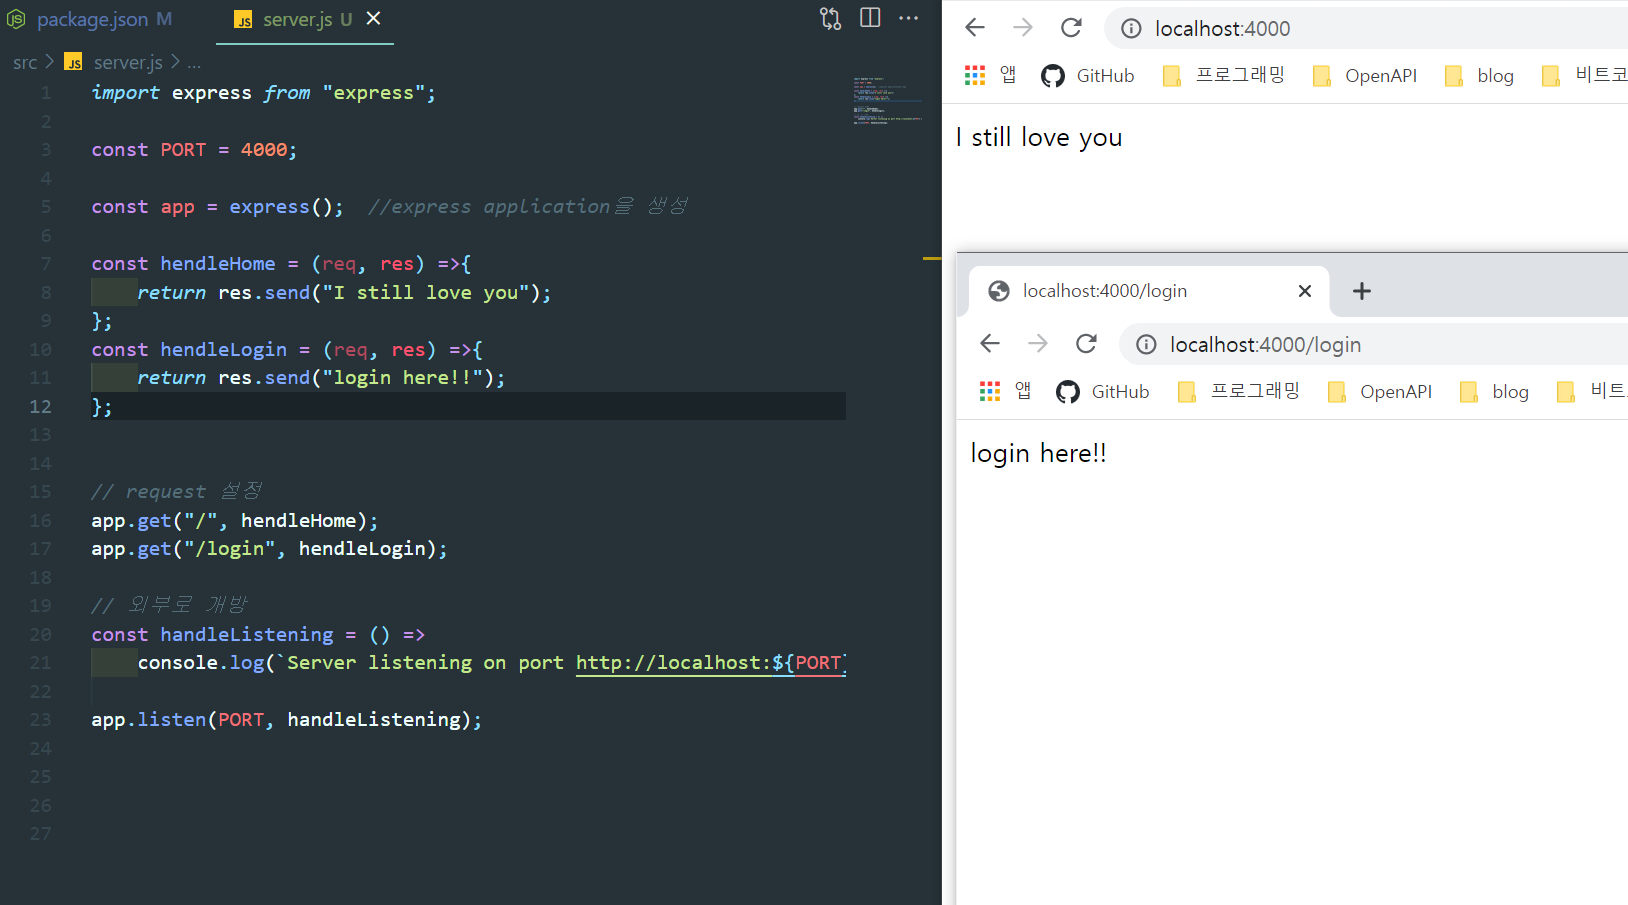 package.json M
server.js U
src > server.js > ...
1 import express from "express";
2
3 const PORT = 4000;
4
5 const app = express();  //express application을 생성
6
7 const hendleHome = (req, res) =>{
8     return res.send("I still love you");
9 };
10 const hendleLogin = (req, res) =>{
11     return res.send("login here!!");
12 };
13
14
15 // request 설정
16 app.get("/", hendleHome);
17 app.get("/login", hendleLogin);
18
19 // 외부로 개방
20 const handleListening = () =>
21     console.log(`Server listening on port http://localhost:${PORT}
22
23 app.listen(PORT, handleListening);
24
25
26
27
localhost:4000
앱 GitHub 프로그래밍 OpenAPI blog 비트코
I still love you
localhost:4000/login
localhost:4000/login
앱 GitHub 프로그래밍 OpenAPI blog 비트
login here!!